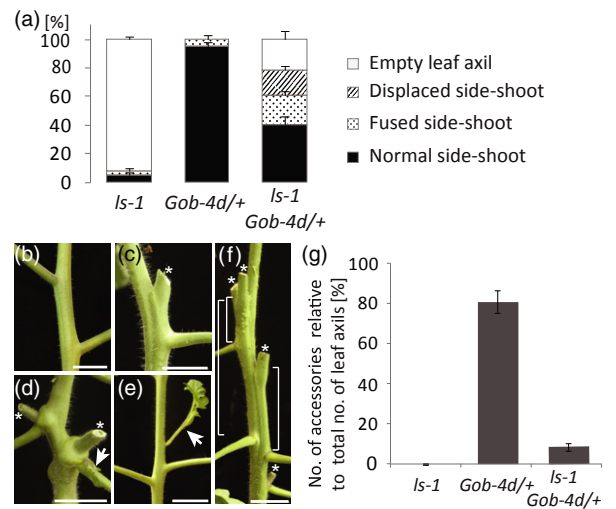 (a)
[%]
100
80
60
40
20
0
ls-1
Gob-4d/+
ls-1
Gob-4d/+
Empty leaf axil
Displaced side-shoot
Fused side-shoot
Normal side-shoot
(b)
(c)
*
(f)
* *
*
*
(d)
*
*
(e)
(g)
No. of accessories relative
to total no. of leaf axils [%]
100
80
60
40
20
0
ls-1
Gob-4d/+
ls-1
Gob-4d/+